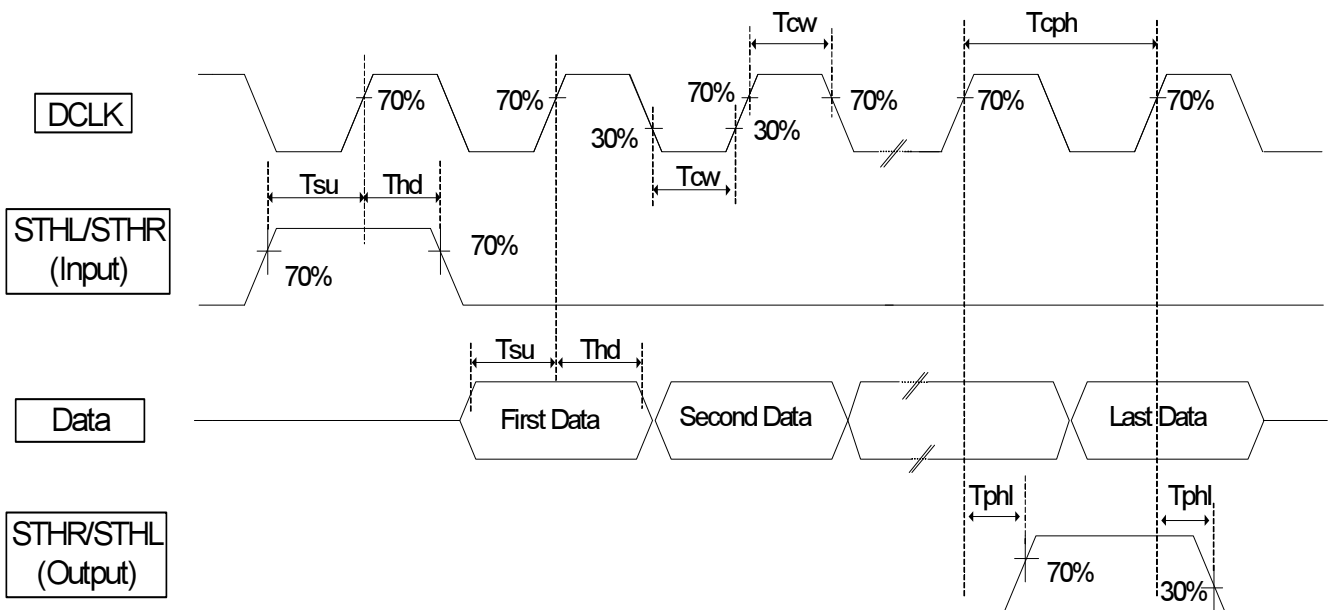 Tcw
Tcph
DCLK
70%
70%
30%
70%
30%
70%
70%
70%
Tcw
Tsu
Thd
STHL/STHR
(Input)
70%
70%
Tsu
Thd
Data
First Data
Second Data
Last Data
Tphl
Tphl
STHR/STHL
(Output)
70%
30%